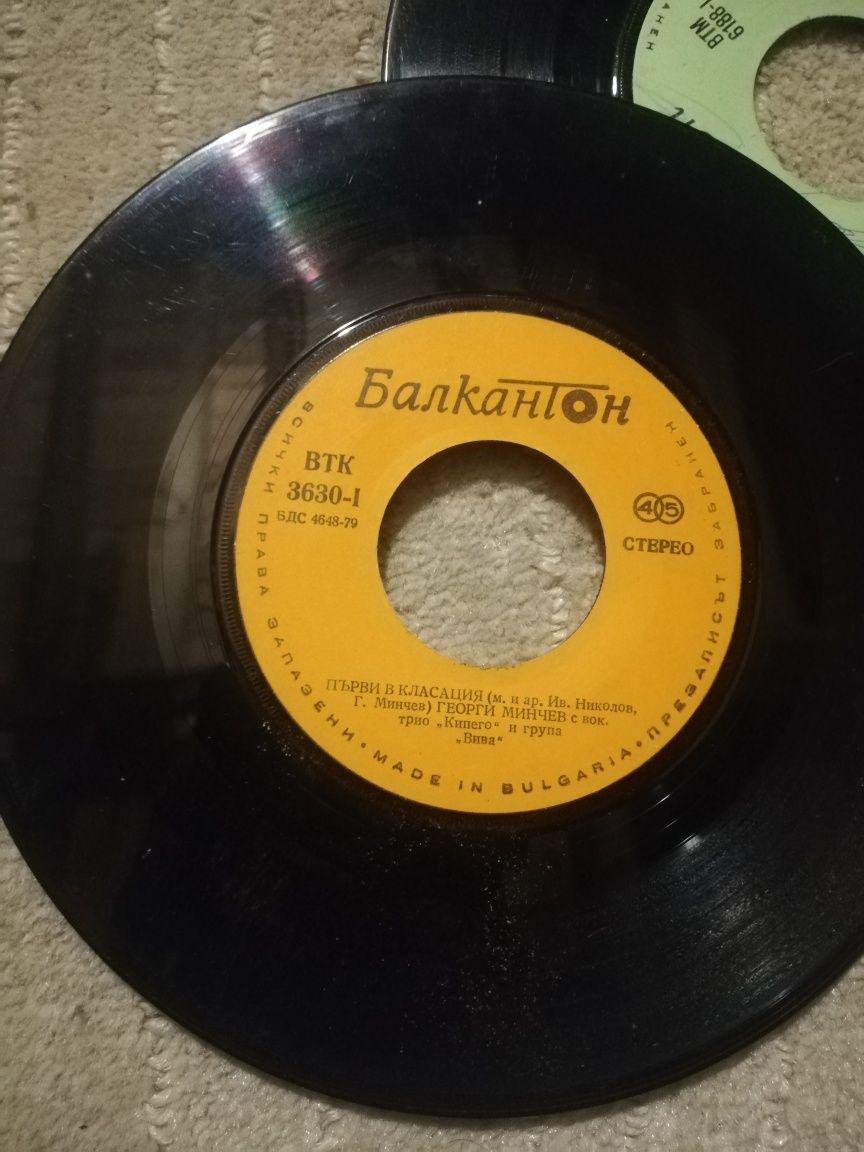 Балкантон
ВТК
3630-I
БДС 4648-79
45
СТЕРЕО
ПЪРВИ В КЛАСАЦИЯ (м. и ар. Ив. Николов,
Г. Минчев) ГЕОРГИ МИНЧЕВ с вок.
трио „Кипего“ и група
„Вива“
ВСИЧКИ ПРАВА ЗАПАЗЕНИ • MADE IN BULGARIA • ПРЕЗАПИСЪТ ЗАБРАНЕН
ВТМ
6188-I